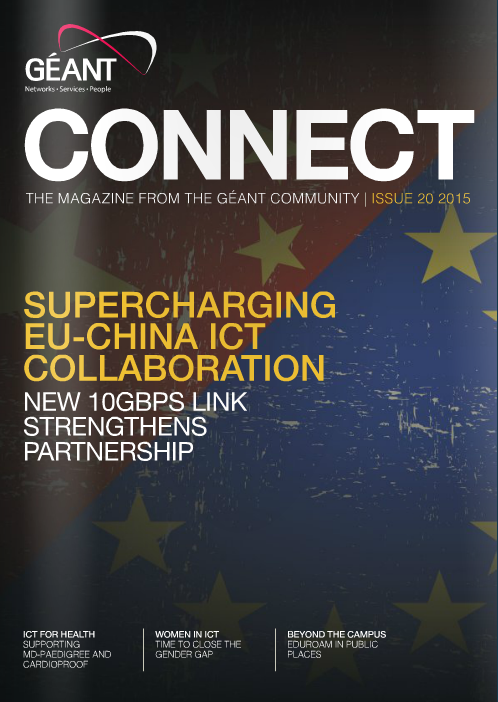 GÉANT
Networks • Services • People
CONNECT
THE MAGAZINE FROM THE GÉANT COMMUNITY | ISSUE 20 2015
SUPERCHARGING
EU-CHINA ICT
COLLABORATION
NEW 10GBPS LINK
STRENGTHENS
PARTNERSHIP
ICT FOR HEALTH
SUPPORTING
MD-PAEDIGREE AND
CARDIOPROOF
WOMEN IN ICT
TIME TO CLOSE THE
GENDER GAP
BEYOND THE CAMPUS
EDUROAM IN PUBLIC
PLACES